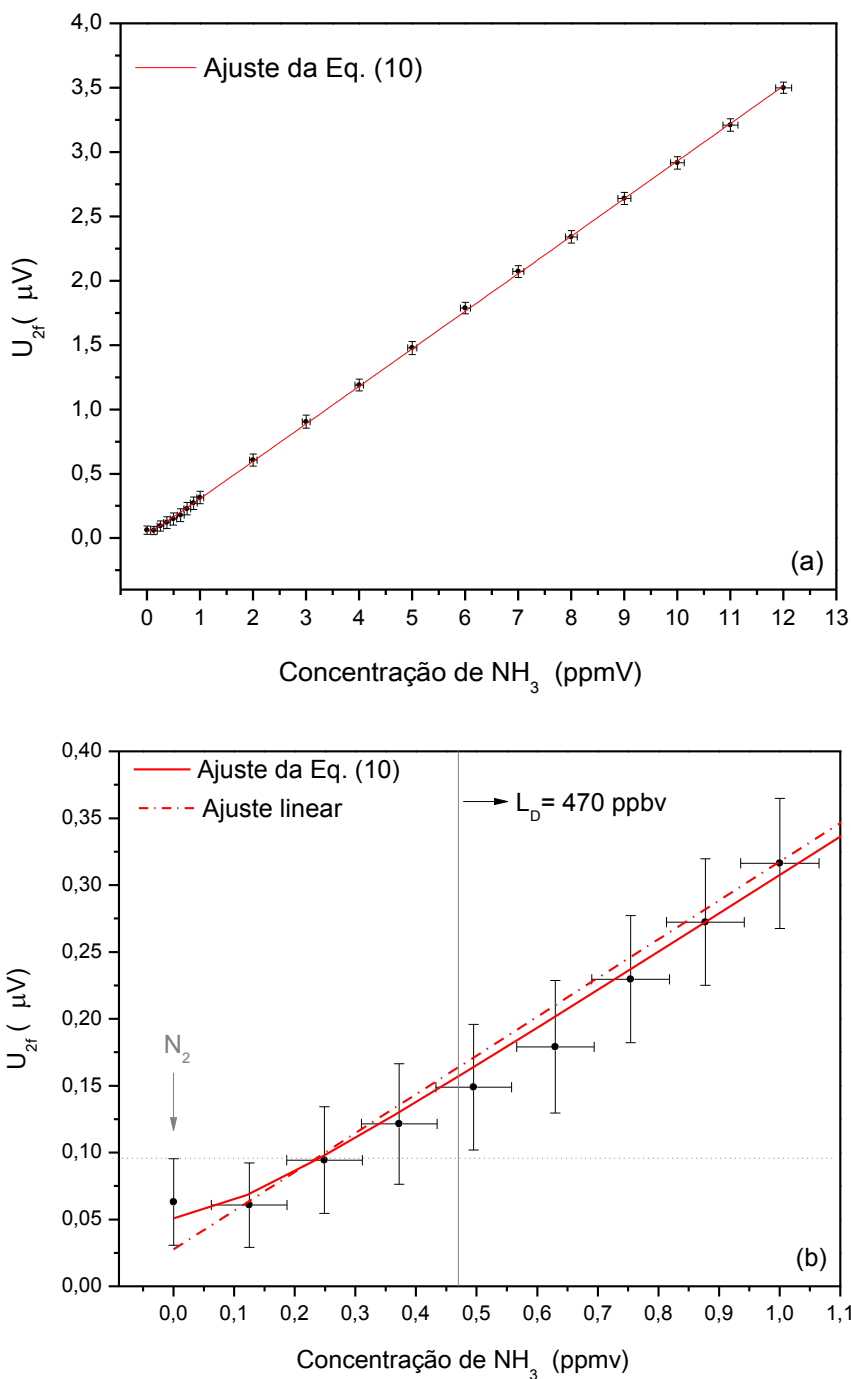 4,0
3,5
3,0
2,5
2,0
1,5
1,0
0,5
0,0
U2f( μV)
Ajuste da Eq. (10)
(a)
0 1 2 3 4 5 6 7 8 9 10 11 12 13
Concentração de NH3 (ppmV)
0,40
0,35
0,30
0,25
0,20
0,15
0,10
0,05
0,00
U2f( μV)
Ajuste da Eq. (10)
Ajuste linear
LD= 470 ppbv
N2
(b)
0,0 0,1 0,2 0,3 0,4 0,5 0,6 0,7 0,8 0,9 1,0 1,1
Concentração de NH3 (ppmv)